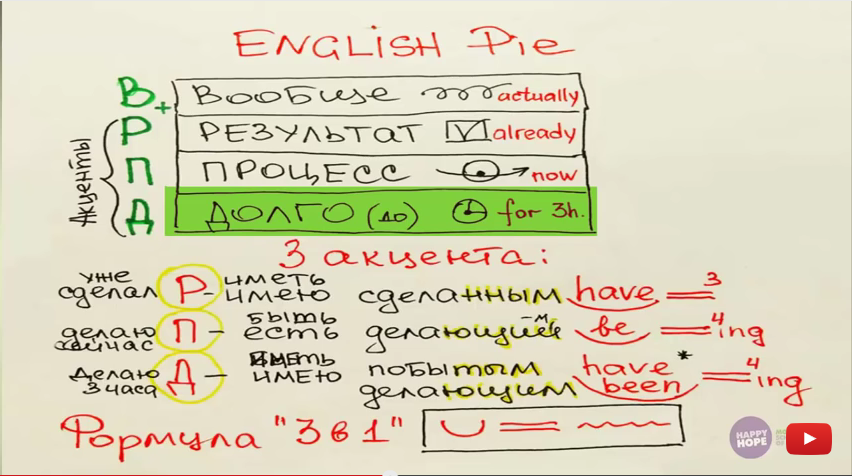 ENGLISH Pie
В + Вообще actually
Р РЕЗУЛЬТАТ V already
П ПРОЦЕСС now
Д ДОЛГО (до) for 3h.
Акценты
3 акцента:
уже сделал Р - иметь имею сделанным have 3
делаю сейчас П - быть есть делающим be 4 ing
Делаю 3 часа Д - иметь имею побытым делающим have been * 4 ing
Формула "3 в 1"
HAPPY HOPE